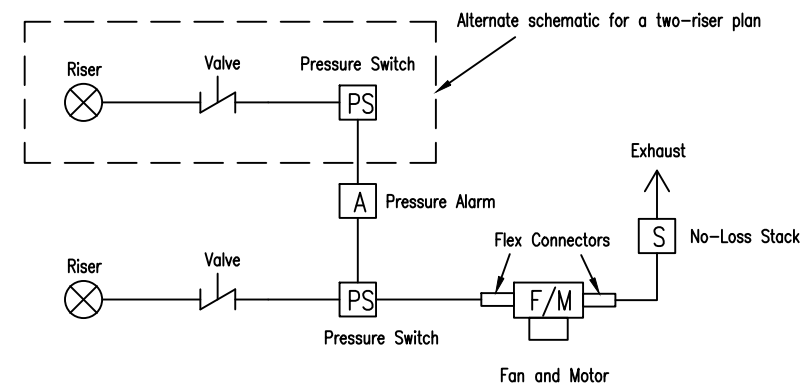 Alternate schematic for a two-riser plan
Riser
Valve
Pressure Switch
PS
Exhaust
A
Pressure Alarm
S
No-Loss Stack
Flex Connectors
Riser
Valve
PS
F/M
Pressure Switch
Fan and Motor